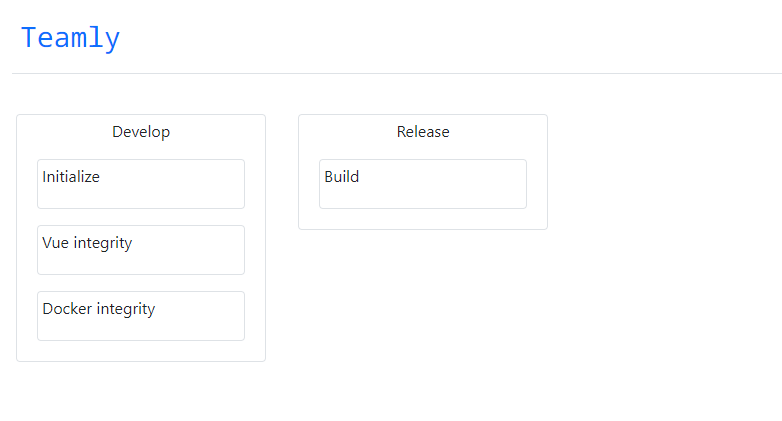 Teamly
Develop
Initialize
Vue integrity
Docker integrity
Release
Build